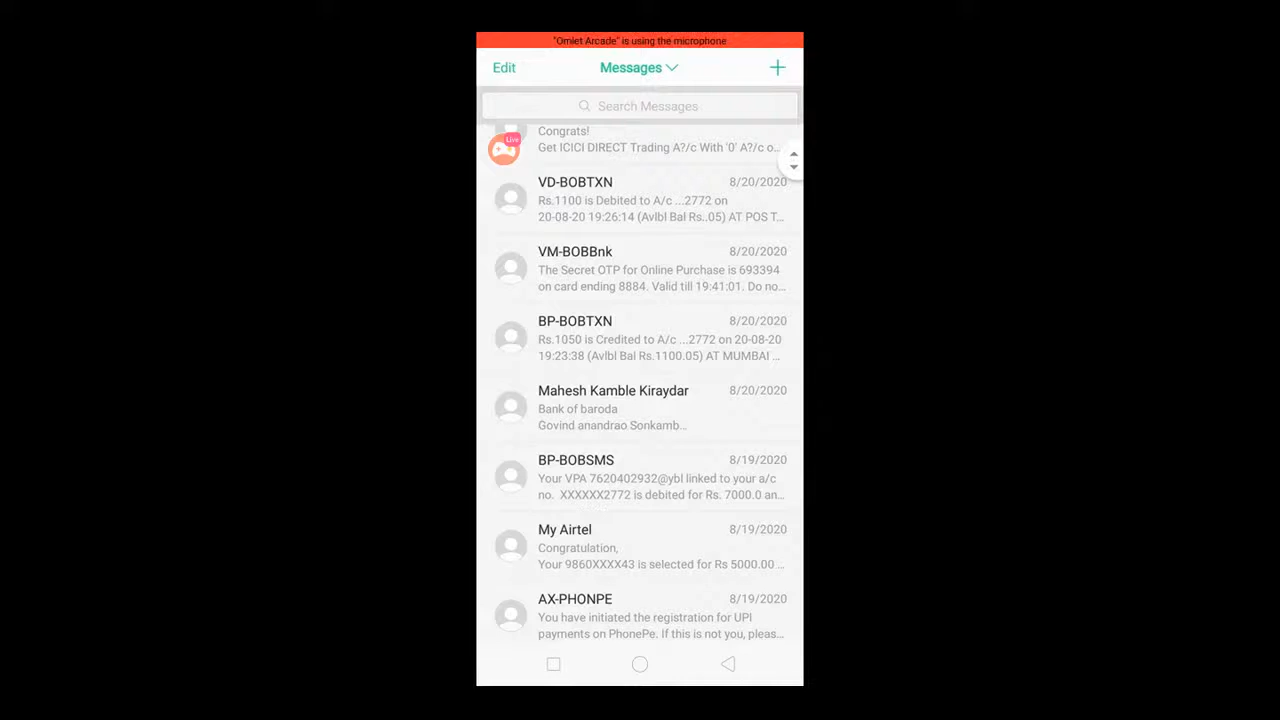 "Omlet Arcade" is using the microphone
Edit
Messages
Search Messages
Live
Congrats!
Get ICICI DIRECT Trading A?/c With '0' A?/c o...
VD-BOBTXN
8/20/2020
Rs.1100 is Debited to A/c ...2772 on
20-08-20 19:26:14 (Avlbl Bal Rs..05) AT POS T...
VM-BOBBnk
8/20/2020
The Secret OTP for Online Purchase is 693394
on card ending 8884. Valid till 19:41:01. Do no...
BP-BOBTXN
8/20/2020
Rs.1050 is Credited to A/c ...2772 on 20-08-20
19:23:38 (Avlbl Bal Rs.1100.05) AT MUMBAI ...
Mahesh Kamble Kiraydar
8/20/2020
Bank of baroda
Govind anandrao Sonkamb...
BP-BOBSMS
8/19/2020
Your VPA 7620402932@ybl linked to your a/c
no. XXXXXX2772 is debited for Rs. 7000.0 an...
My Airtel
8/19/2020
Congratulation,
Your 9860XXXX43 is selected for Rs 5000.00 ...
AX-PHONPE
8/19/2020
You have initiated the registration for UPI
payments on PhonePe. If this is not you, pleas...